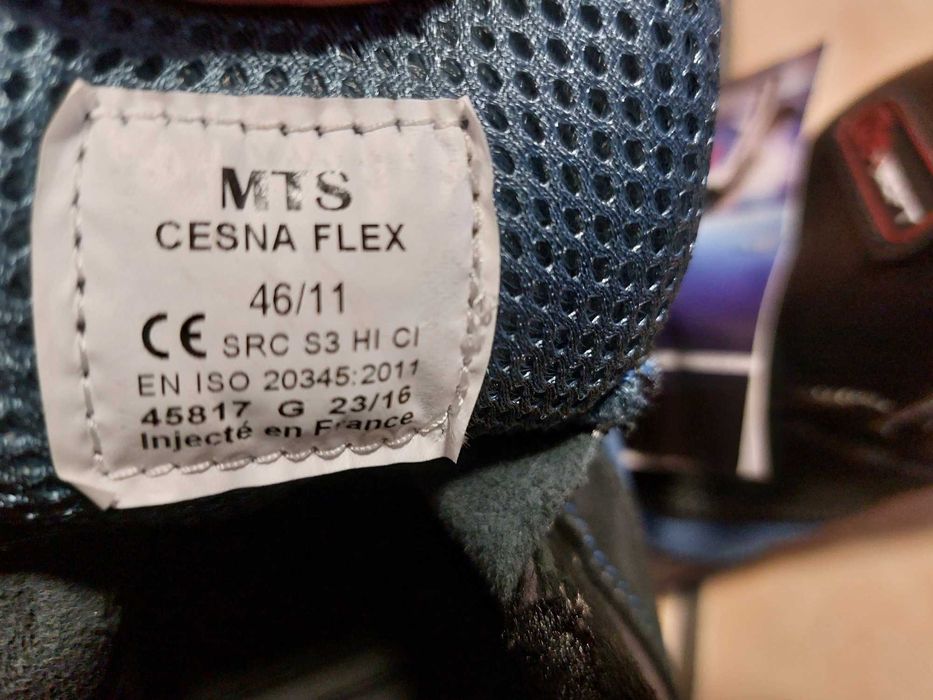 MTS
CESNA FLEX
46/11
CE SRC S3 HI CI
EN ISO 20345:2011
45817 G 23/16
Injecté en France